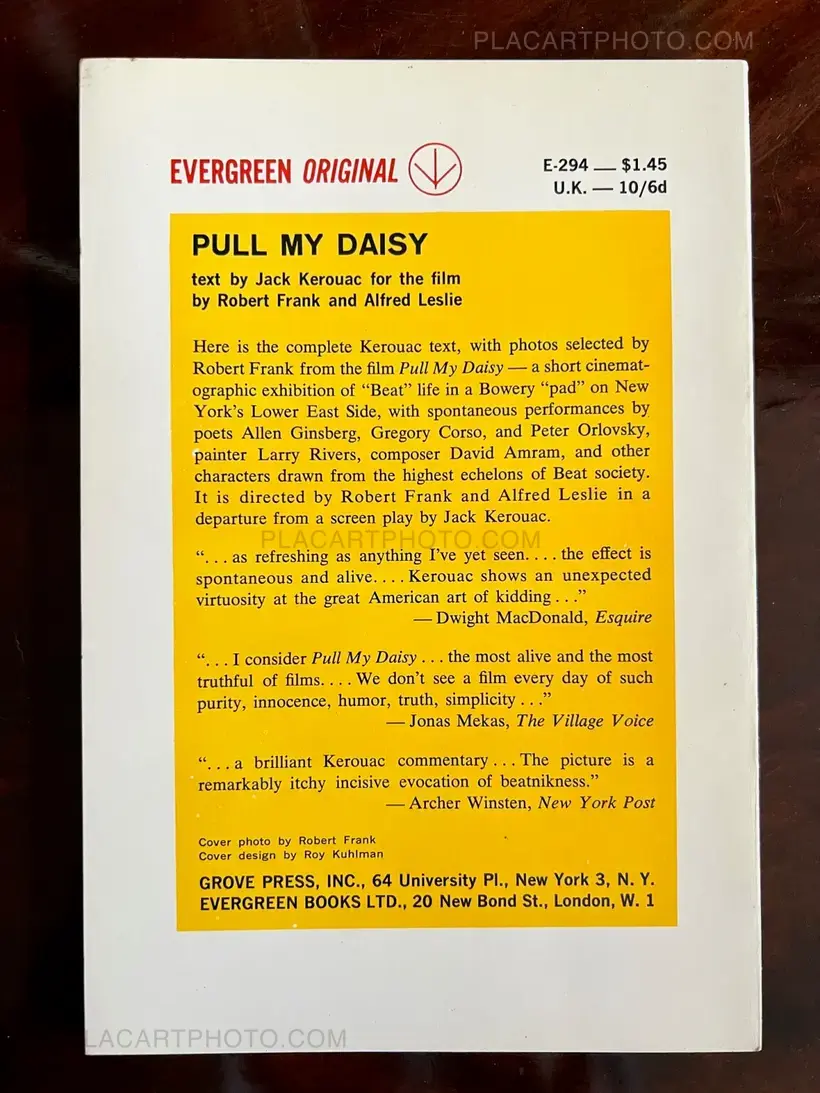 PLACARTPHOTO.COM
EVERGREEN ORIGINAL
E-294 — $1.45
U.K. — 10/6d
PULL MY DAISY
text by Jack Kerouac for the film
by Robert Frank and Alfred Leslie
Here is the complete Kerouac text, with photos selected by
Robert Frank from the film Pull My Daisy — a short cinemat-
ographic exhibition of “Beat” life in a Bowery “pad” on New
York’s Lower East Side, with spontaneous performances by
poets Allen Ginsberg, Gregory Corso, and Peter Orlovsky,
painter Larry Rivers, composer David Amram, and other
characters drawn from the highest echelons of Beat society.
It is directed by Robert Frank and Alfred Leslie in a
departure from a screen play by Jack Kerouac.
PLACARTPHOTO.COM
“. . . as refreshing as anything I’ve yet seen. . . . the effect is
spontaneous and alive. . . . Kerouac shows an unexpected
virtuosity at the great American art of kidding . . .”
— Dwight MacDonald, Esquire
“. . . I consider Pull My Daisy . . . the most alive and the most
truthful of films. . . . We don’t see a film every day of such
purity, innocence, humor, truth, simplicity . . .”
— Jonas Mekas, The Village Voice
“. . . a brilliant Kerouac commentary . . . The picture is a
remarkably itchy incisive evocation of beatnikness.”
— Archer Winsten, New York Post
Cover photo by Robert Frank
Cover design by Roy Kuhlman
GROVE PRESS, INC., 64 University Pl., New York 3, N. Y.
EVERGREEN BOOKS LTD., 20 New Bond St., London, W. 1
LACARTPHOTO.COM